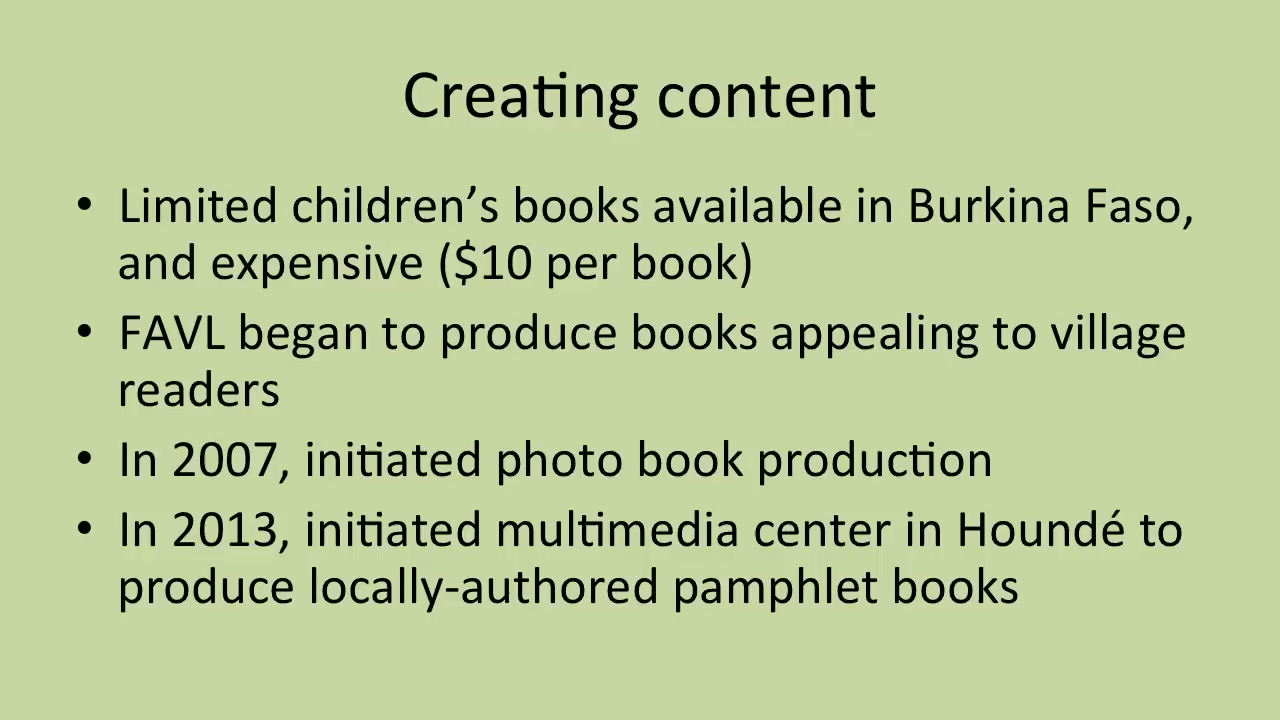 Creating content
• Limited children’s books available in Burkina Faso,
and expensive ($10 per book)
• FAVL began to produce books appealing to village
readers
• In 2007, initiated photo book production
• In 2013, initiated multimedia center in Houndé to
produce locally-authored pamphlet books